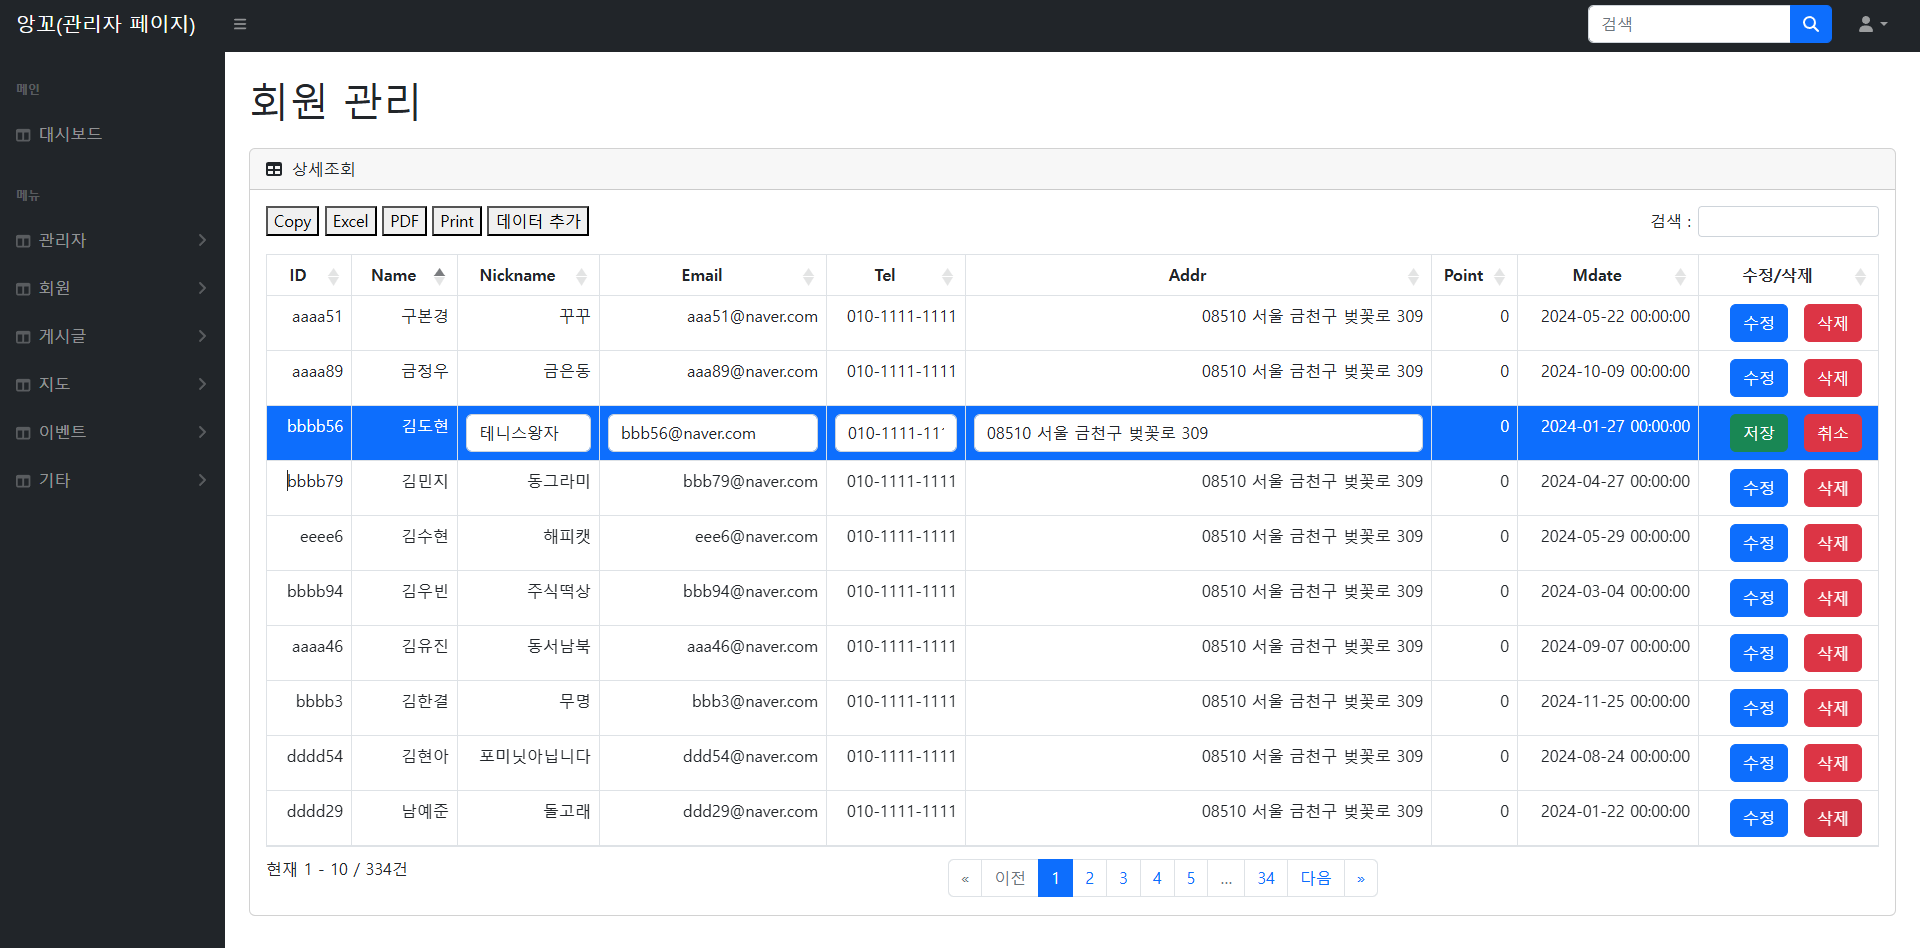 앙꼬(관리자 페이지)
검색
메인
대시보드
메뉴
관리자
회원
게시글
지도
이벤트
기타
회원 관리
상세조회
Copy Excel PDF Print 데이터 추가
검색 :
ID Name Nickname Email Tel Addr Point Mdate 수정/삭제
aaaa51 구본경 꾸꾸 aaa51@naver.com 010-1111-1111 08510 서울 금천구 벚꽃로 309 0 2024-05-22 00:00:00 수정 삭제
aaaa89 금정우 금은동 aaa89@naver.com 010-1111-1111 08510 서울 금천구 벚꽃로 309 0 2024-10-09 00:00:00 수정 삭제
bbbb56 김도현 테니스왕자 bbb56@naver.com 010-1111-11 08510 서울 금천구 벚꽃로 309 0 2024-01-27 00:00:00 저장 취소
bbbb79 김민지 동그라미 bbb79@naver.com 010-1111-1111 08510 서울 금천구 벚꽃로 309 0 2024-04-27 00:00:00 수정 삭제
eeee6 김수현 해피캣 eee6@naver.com 010-1111-1111 08510 서울 금천구 벚꽃로 309 0 2024-05-29 00:00:00 수정 삭제
bbbb94 김우빈 주식떡상 bbb94@naver.com 010-1111-1111 08510 서울 금천구 벚꽃로 309 0 2024-03-04 00:00:00 수정 삭제
aaaa46 김유진 동서남북 aaa46@naver.com 010-1111-1111 08510 서울 금천구 벚꽃로 309 0 2024-09-07 00:00:00 수정 삭제
bbbb3 김한결 무명 bbb3@naver.com 010-1111-1111 08510 서울 금천구 벚꽃로 309 0 2024-11-25 00:00:00 수정 삭제
dddd54 김현아 포미닛아닙니다 ddd54@naver.com 010-1111-1111 08510 서울 금천구 벚꽃로 309 0 2024-08-24 00:00:00 수정 삭제
dddd29 남예준 돌고래 ddd29@naver.com 010-1111-1111 08510 서울 금천구 벚꽃로 309 0 2024-01-22 00:00:00 수정 삭제
현재 1 - 10 / 334건
« 이전 1 2 3 4 5 … 34 다음 »